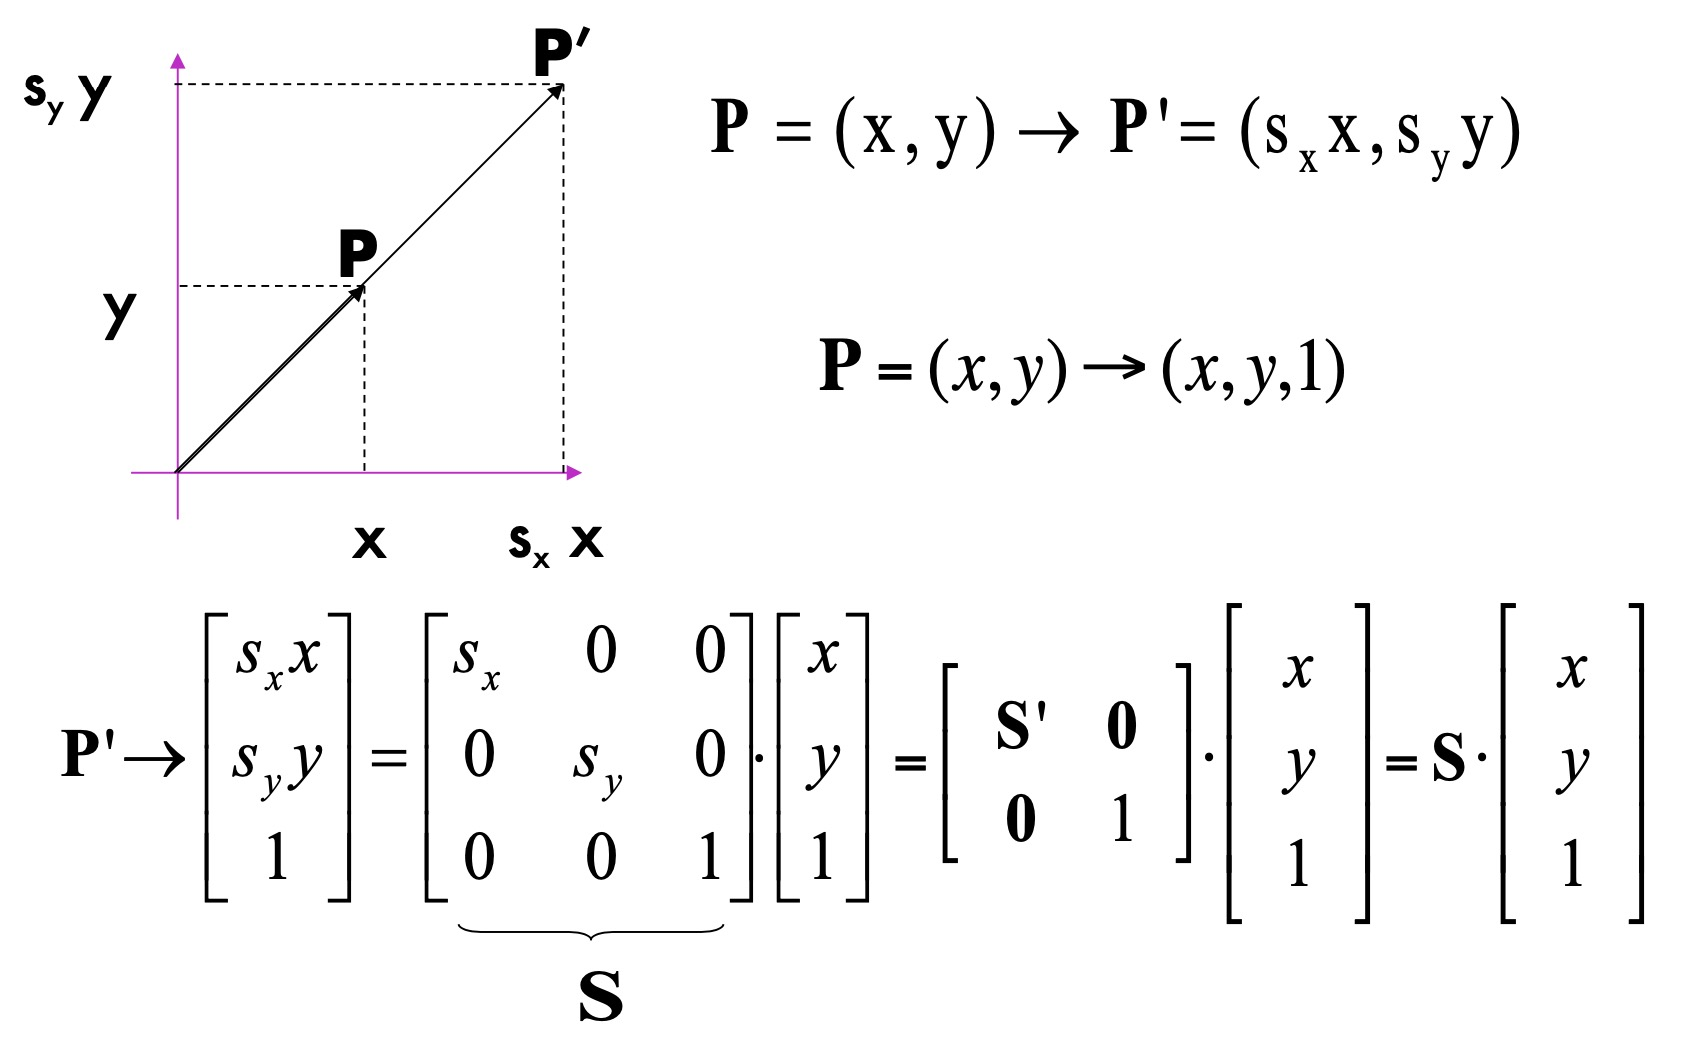 P'
s_y y
P = (x, y) → P' = (s_x x, s_y y)
P
y
P = (x, y) → (x, y, 1)
x s_x x
P' → [s_x x; s_y y; 1] = [s_x 0 0; 0 s_y 0; 0 0 1] · [x; y; 1] = [S' 0; 0 1] · [x; y; 1] = S · [x; y; 1]
S